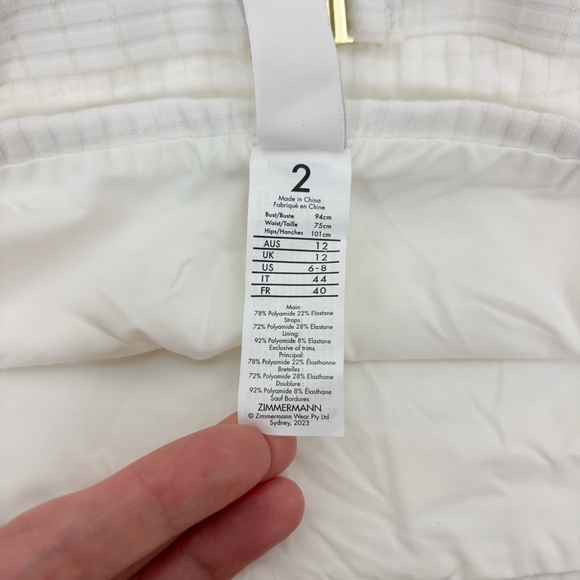 2
Made in China
Fabriqué en Chine
Bust/Buste 94cm
Waist/Taille 75cm
Hips/Hanches 101cm
AUS 12
UK 12
US 6-8
IT 44
FR 40
Main:
78% Polyamide 22% Elastane
Straps:
72% Polyamide 28% Elastane
Lining:
92% Polyamide 8% Elastane
Exclusive of trims
Principal:
78% Polyamide 22% Élasthanne
Bretelles :
72% Polyamide 28% Élasthane
Doublure :
92% Polyamide 8% Élasthane
Sauf Bordures
ZIMMERMANN
© Zimmermann Wear Pty Ltd
Sydney, 2023